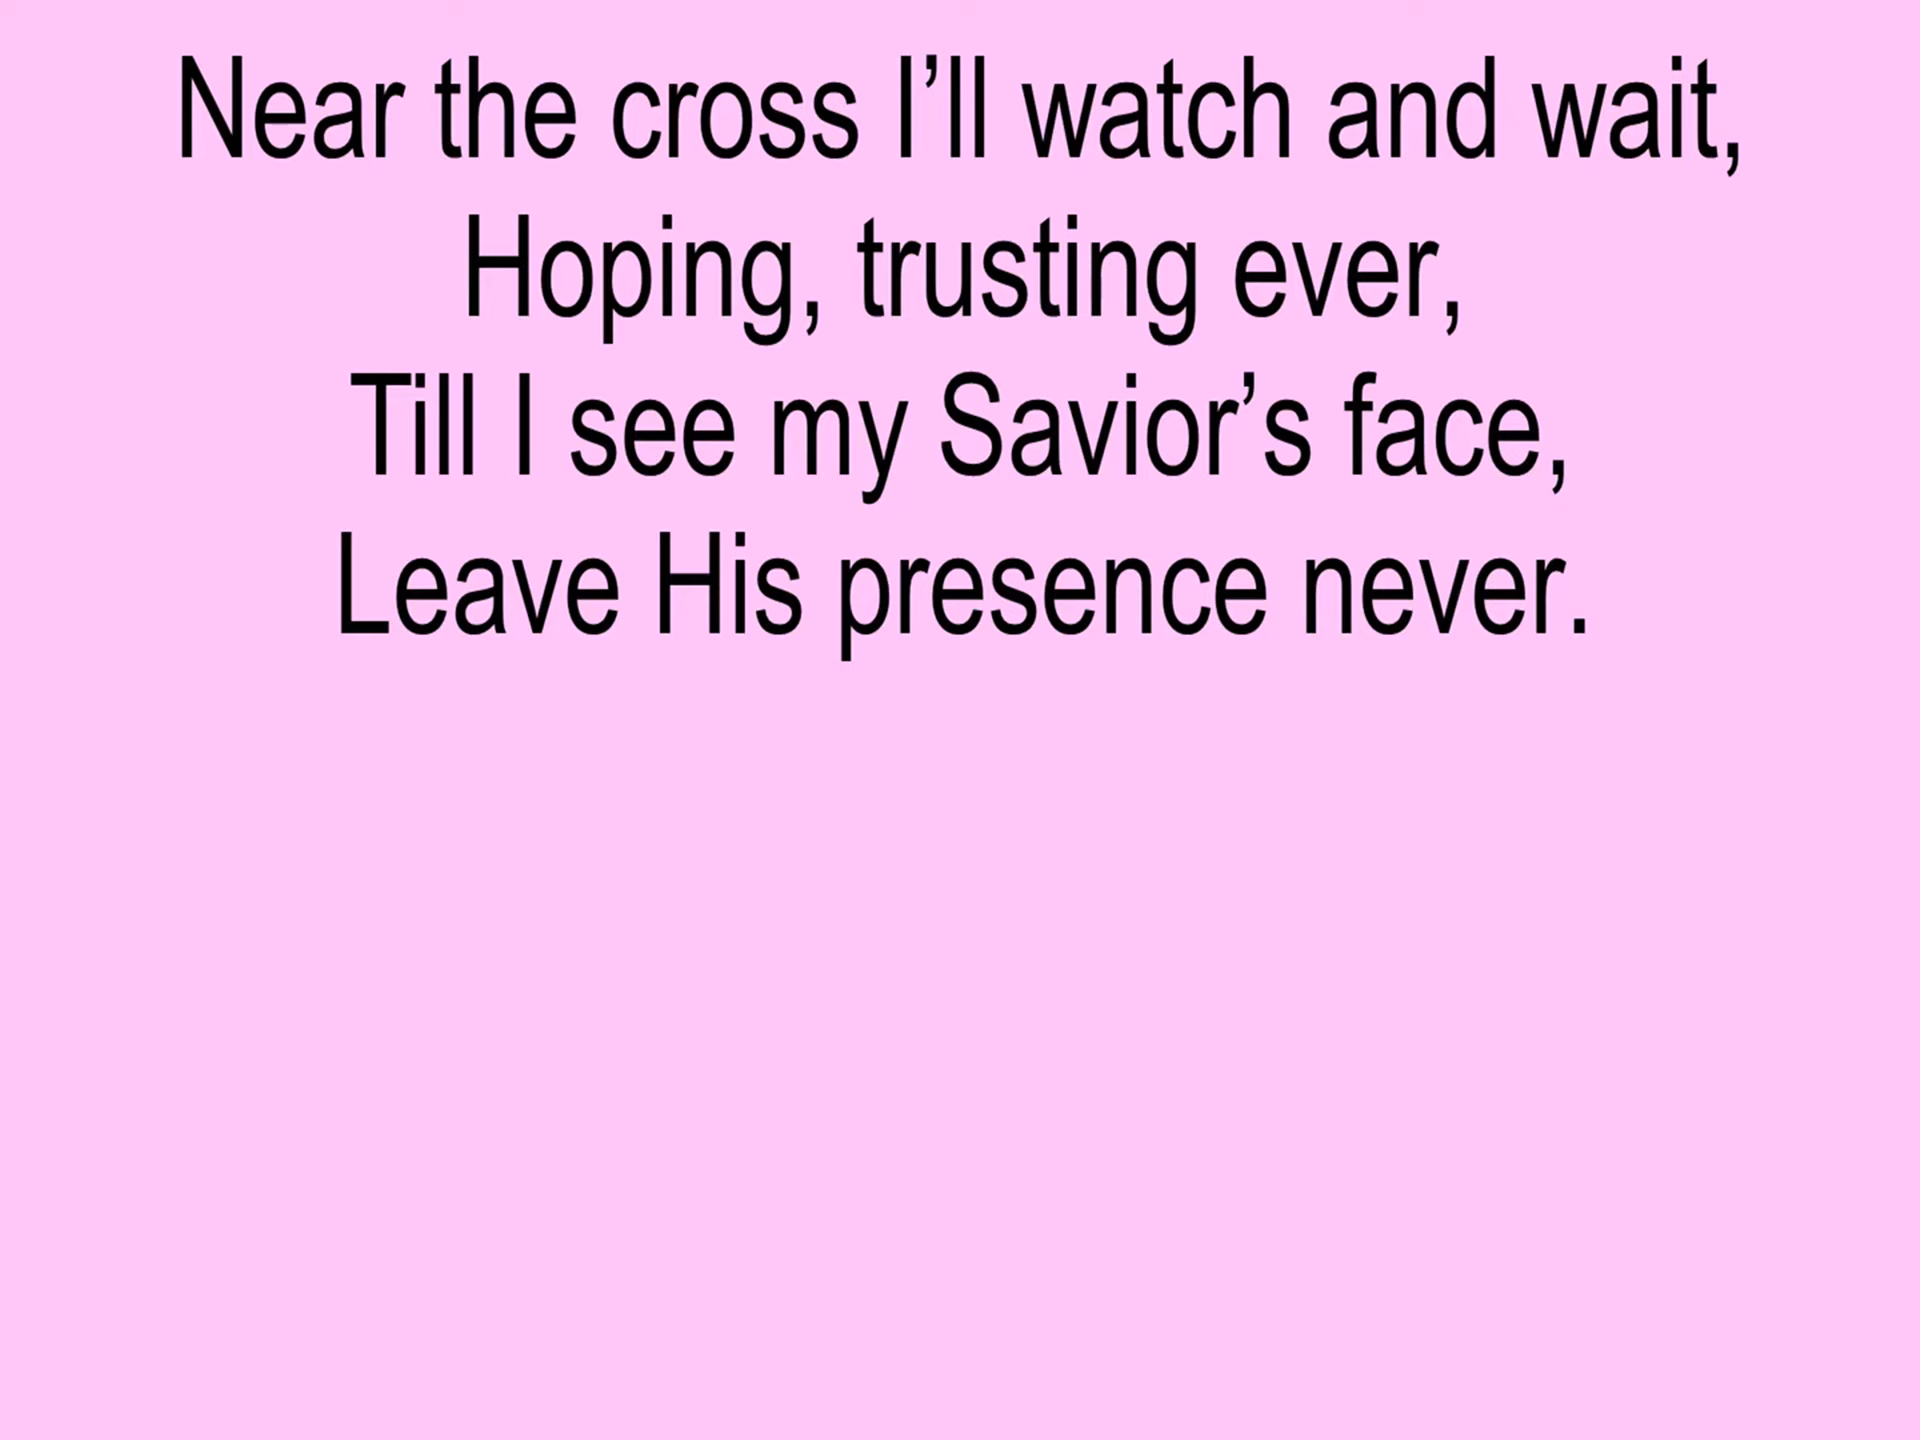 Near the cross I’ll watch and wait,
Hoping, trusting ever,
Till I see my Savior’s face,
Leave His presence never.